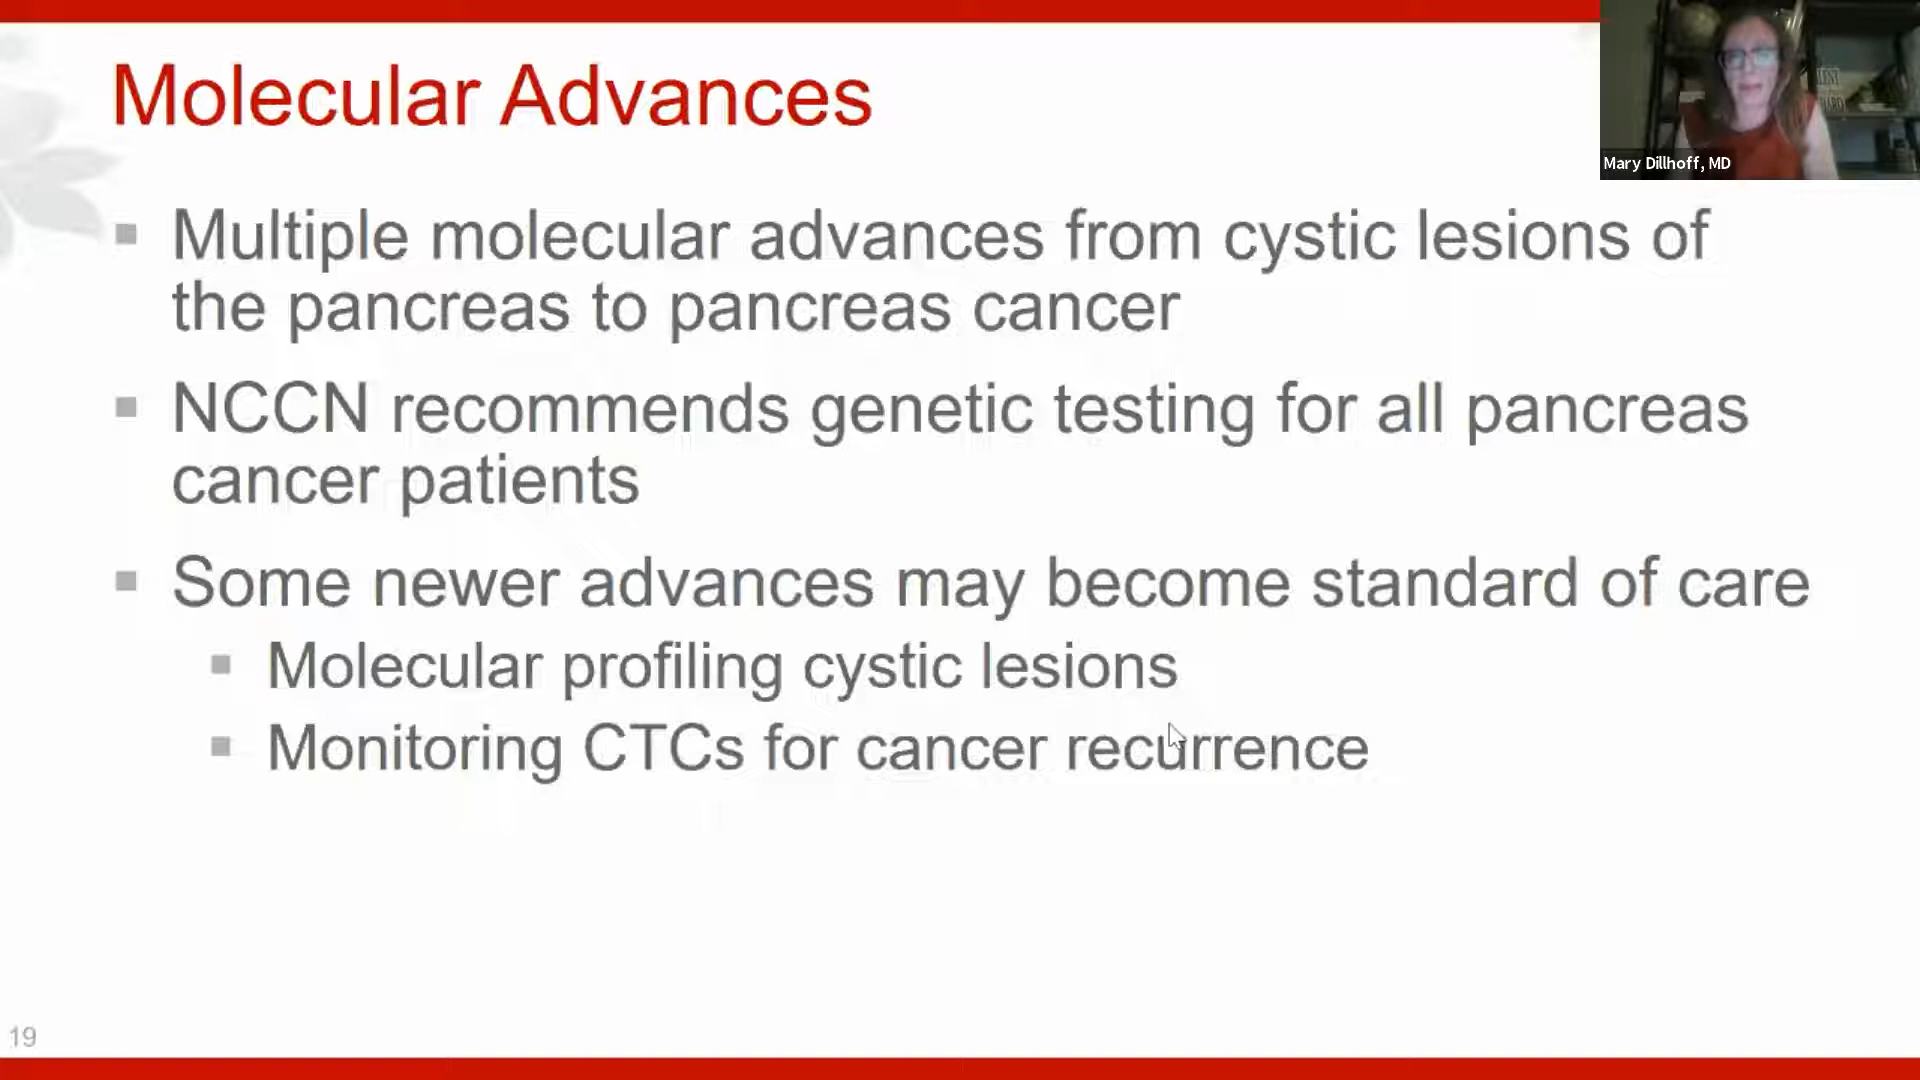 Molecular Advances
Mary Dillhoff, MD
Multiple molecular advances from cystic lesions of
the pancreas to pancreas cancer
NCCN recommends genetic testing for all pancreas
cancer patients
Some newer advances may become standard of care
Molecular profiling cystic lesions
Monitoring CTCs for cancer recurrence
19